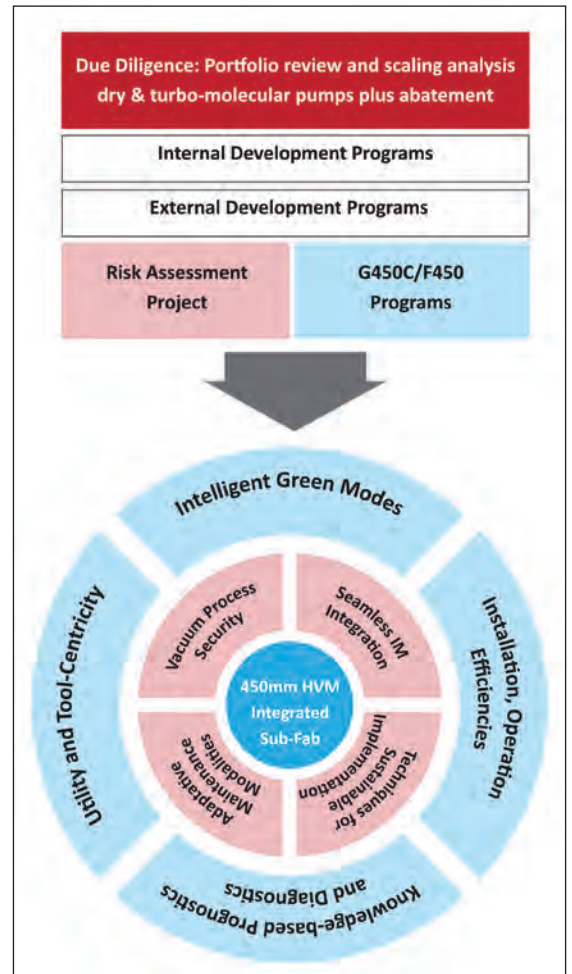 Due Diligence: Portfolio review and scaling analysis
dry & turbo-molecular pumps plus abatement
Internal Development Programs
External Development Programs
Risk Assessment
Project
G450C/F450
Programs
Intelligent Green Modes
Utility and Tool-Centricity
Installation, Operation
Efficiencies
Knowledge-based Prognostics
and Diagnostics
Vacuum Process
Security
Seamless IM
Integration
Adaptative
Maintenance
Modalities
Techniques for
Sustainable
Implementation
450mm HVM
Integrated
Sub-Fab